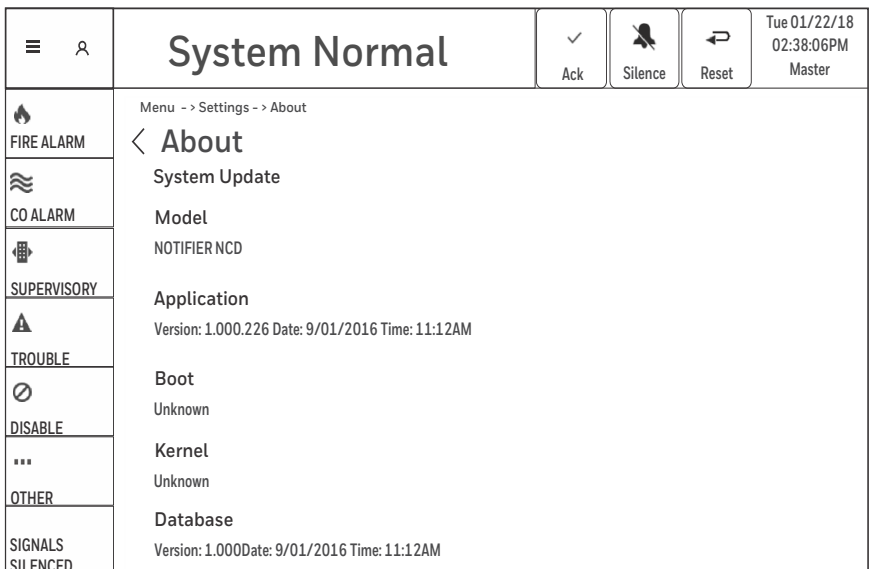 System Normal
Ack
Silence
Reset
Tue 01/22/18
02:38:06PM
Master
FIRE ALARM
CO ALARM
SUPERVISORY
TROUBLE
DISABLE
OTHER
SIGNALS
SILENCED
Menu - > Settings - > About
About
System Update
Model
NOTIFIER NCD
Application
Version: 1.000.226 Date: 9/01/2016 Time: 11:12AM
Boot
Unknown
Kernel
Unknown
Database
Version: 1.000Date: 9/01/2016 Time: 11:12AM